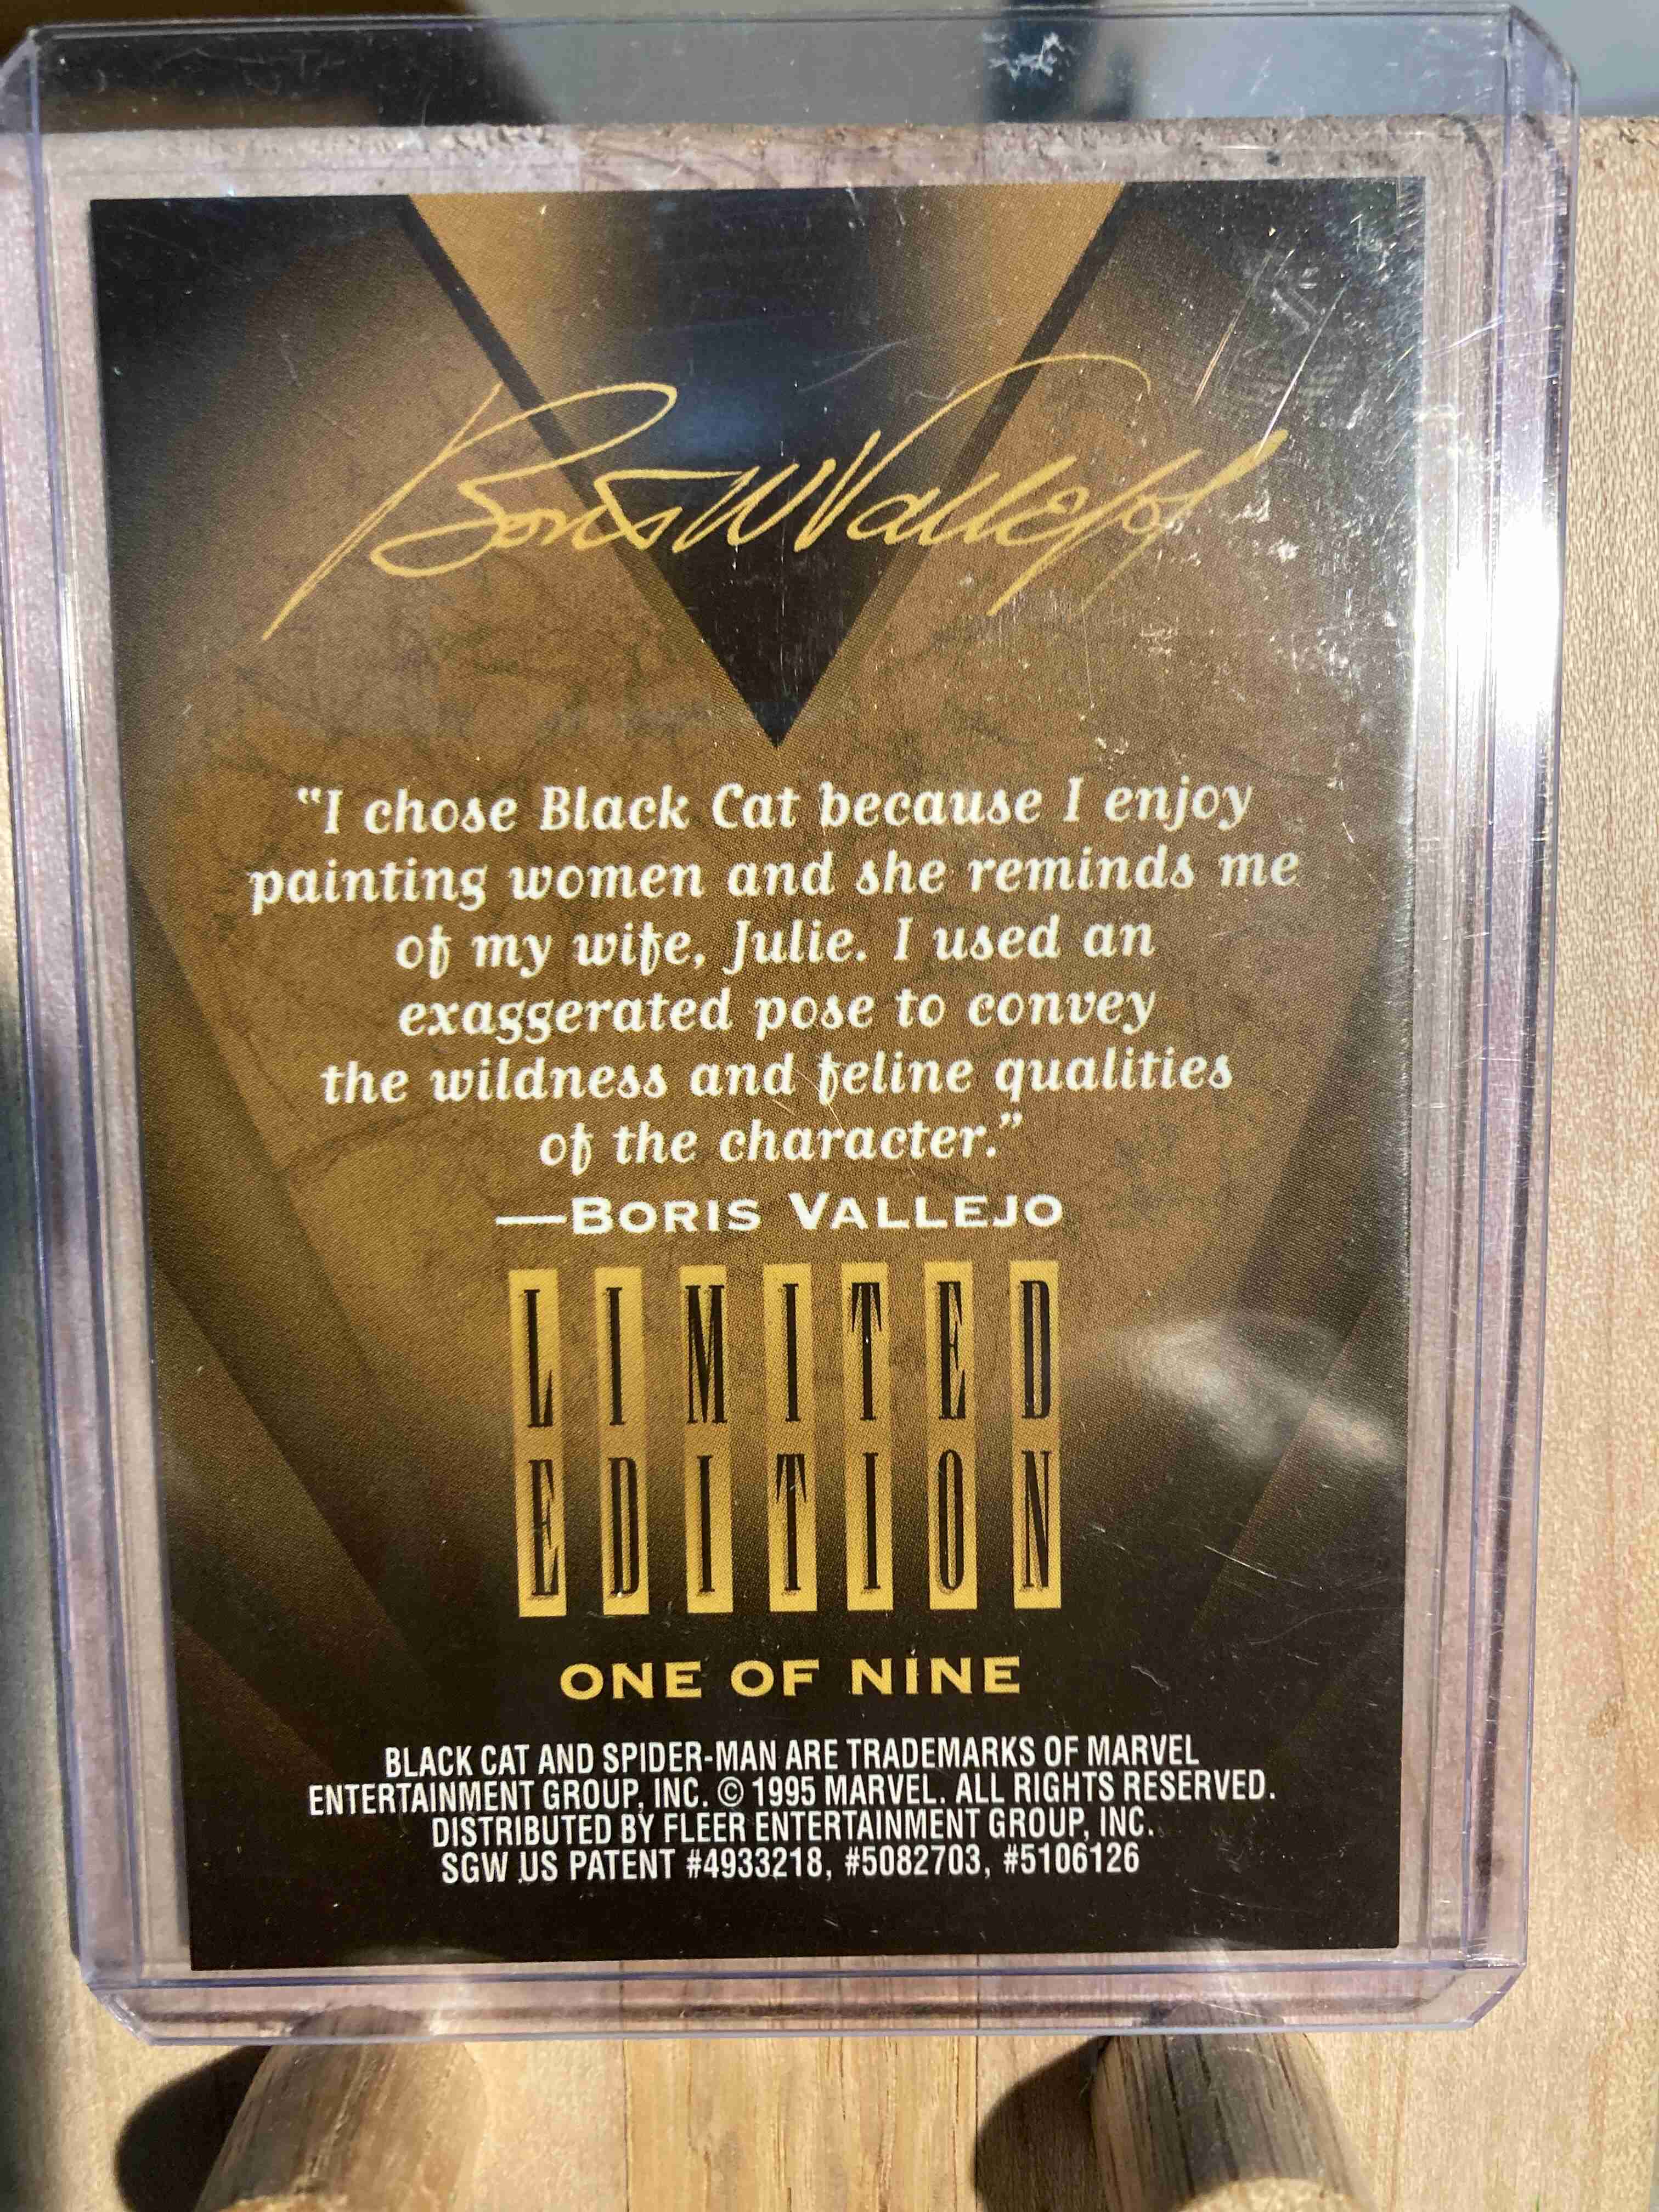 Boris Vallejo
“I chose Black Cat because I enjoy
painting women and she reminds me
of my wife, Julie. I used an
exaggerated pose to convey
the wildness and feline qualities
of the character.”
—BORIS VALLEJO
LIMITED
EDITION
ONE OF NINE
BLACK CAT AND SPIDER-MAN ARE TRADEMARKS OF MARVEL
ENTERTAINMENT GROUP, INC. © 1995 MARVEL. ALL RIGHTS RESERVED.
DISTRIBUTED BY FLEER ENTERTAINMENT GROUP, INC.
SGW US PATENT #4933218, #5082703, #5106126